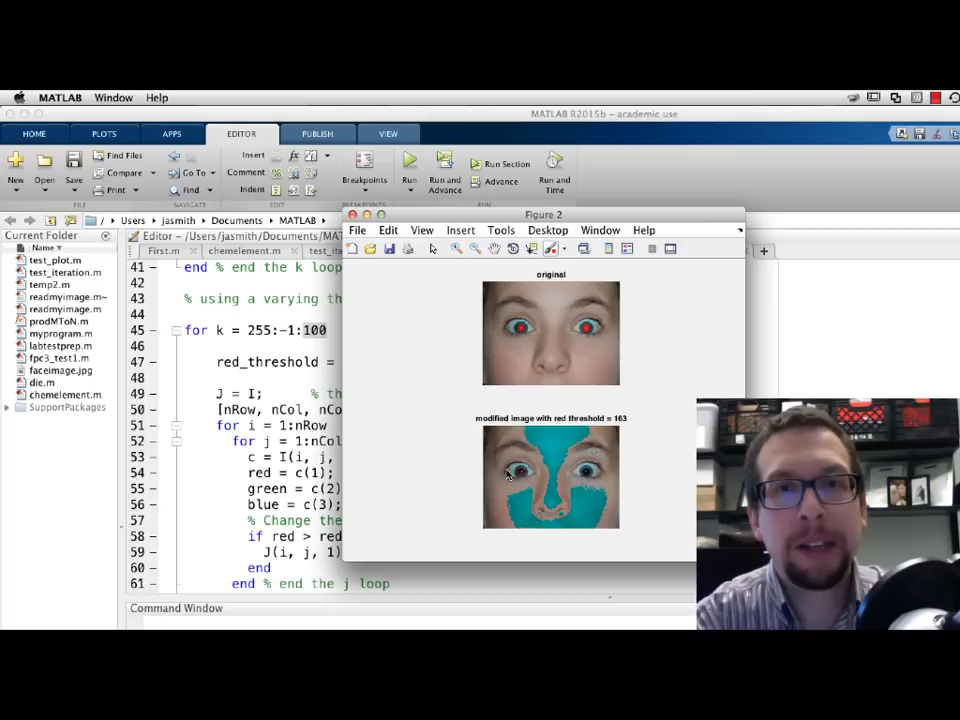 MATLAB Window Help
MATLAB R2015b - academic use
HOME PLOTS APPS EDITOR PUBLISH VIEW
New Open Save Find Files Compare Print
Go To Find
Insert Comment Indent
Breakpoints
Run Run and Advance Run Section Advance Run and Time
FILE NAVIGATE EDIT BREAKPOINTS RUN
/ Users jasmith Documents MATLAB
Current Folder
Name
test_plot.m
test_iteration.m
temp2.m
readmyimage.m~
readmyimage.m
prodMToN.m
myprogram.m
labtestprep.m
fpc3_test1.m
faceimage.jpg
die.m
chemelement.m
SupportPackages
Editor - /Users/jasmith/Documents/MA
First.m chemelement.m test_it
41 end % end the k loop
42
43 % using a varying th
44
45 for k = 255:-1:100
46
47 red_threshold =
48
49 J = I; % th
50 [nRow, nCol, nCo
51 for i = 1:nRow
52 for j = 1:nCol
53 c = I(i, j,
54 red = c(1);
55 green = c(2)
56 blue = c(3);
57 % Change the
58 if red > red
59 J(i, j, 1)
60 end
61 end % end the j loop
Command Window
Figure 2
File Edit View Insert Tools Desktop Window Help
original
modified image with red threshold = 163